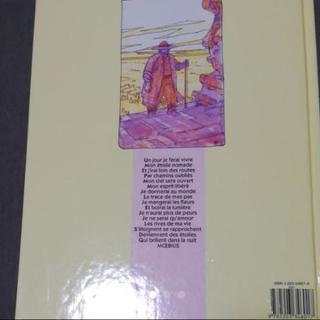 Un jour je ferai vivre
Mon étoile nomade
Et j'irai loin des routes
Par chemins oubliés
Mon ciel sera ouvert
Mon esprit libéré
Je donnerai au monde
La trace de mes pas
Je mangerai les fleurs
Et boirai la lumière
Je n'aurai plus de peurs
Je ne serai qu'amour
Les rives de ma vie
S'éloignent se rapprochent
Deviennent des étoiles
Qui brillent dans la nuit
MŒBIUS